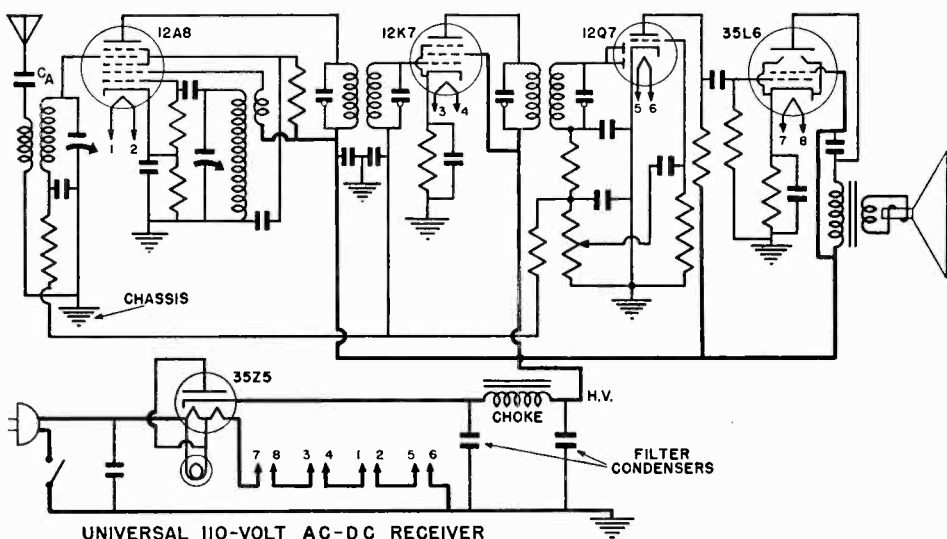 12A8
12K7
12Q7
35L6
CA
1 2
3 4
5 6
7 8
CHASSIS
35Z5
H.V.
CHOKE
7 8 3 4 1 2 5 6
FILTER
CONDENSERS
UNIVERSAL 110-VOLT AC-DC RECEIVER